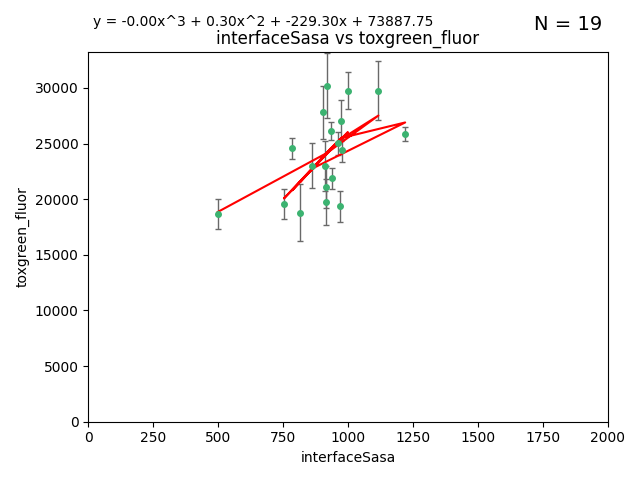 y = -0.00x^3 + 0.30x^2 + -229.30x + 73887.75
N = 19
interfaceSasa vs toxgreen_fluor
30000
25000
20000
15000
10000
5000
0
toxgreen_fluor
0 250 500 750 1000 1250 1500 1750 2000
interfaceSasa